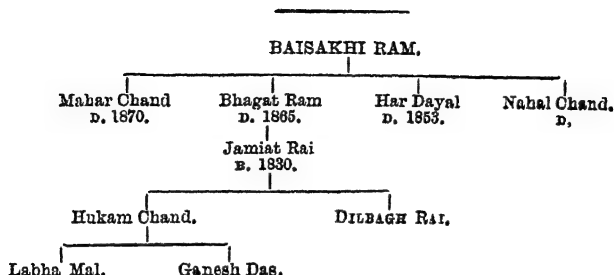 BAISAKHI RAM.
Mahar Chand Bhagat Ram Har Dayal Nahal Chand.
D. 1870. D. 1865. D. 1853. D,
Jamiat Rai
B. 1830.
Hukam Chand. DILBAGH RAI.
Labha Mal. Ganesh Das.